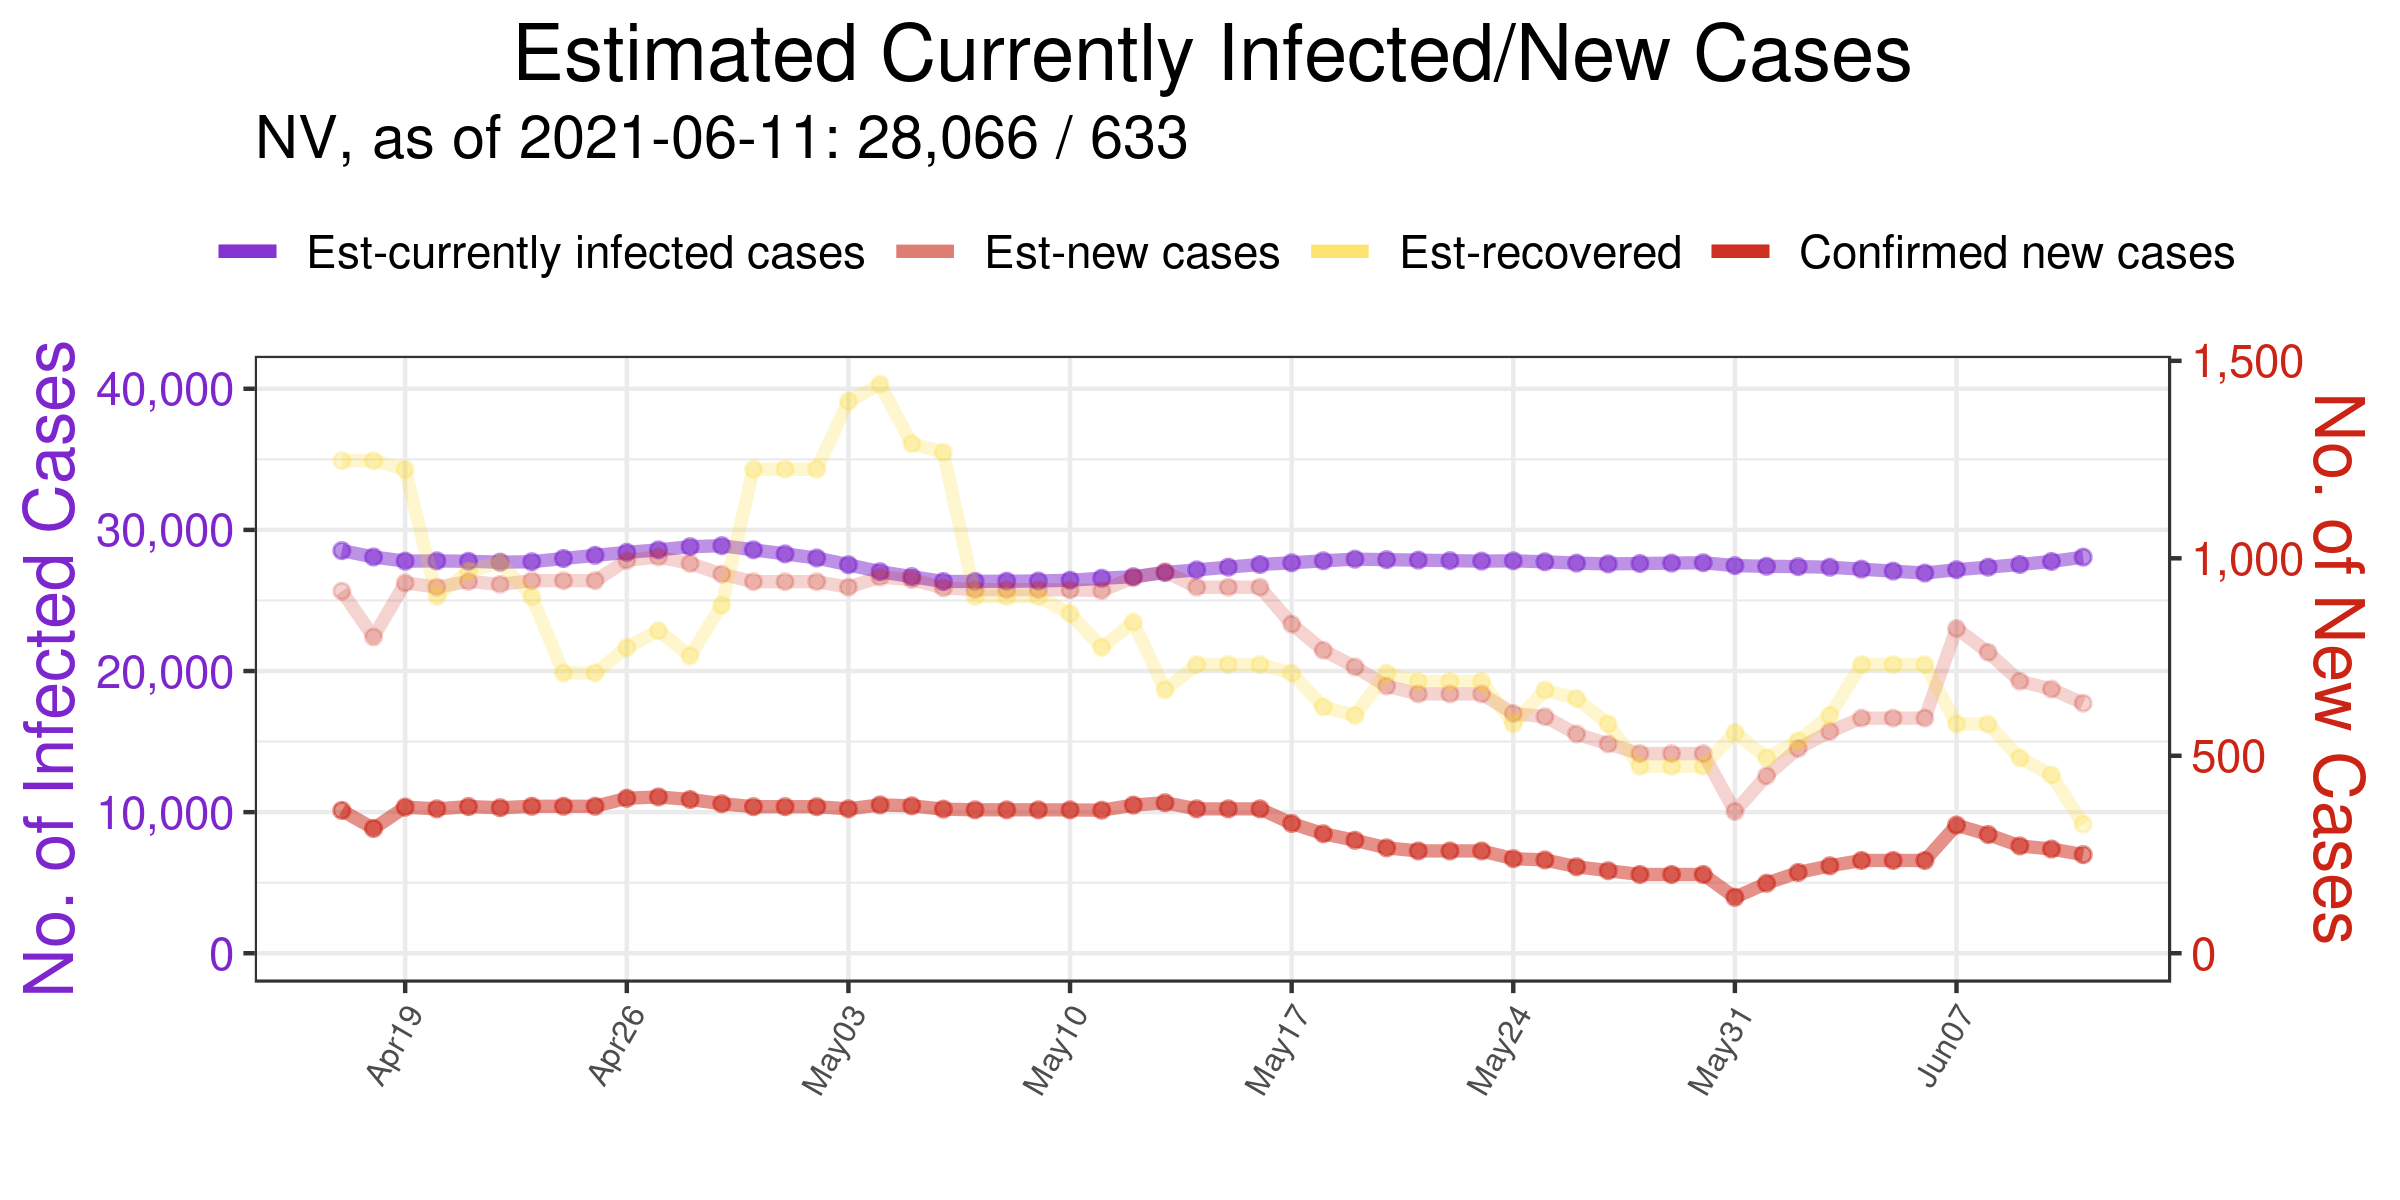 Estimated Currently Infected/New Cases
NV, as of 2021-06-11: 28,066 / 633
Est-currently infected cases Est-new cases Est-recovered Confirmed new cases
No. of Infected Cases
40,000
30,000
20,000
10,000
0
1,500
1,000
500
0
No. of New Cases
Apr19 Apr26 May03 May10 May17 May24 May31 Jun07